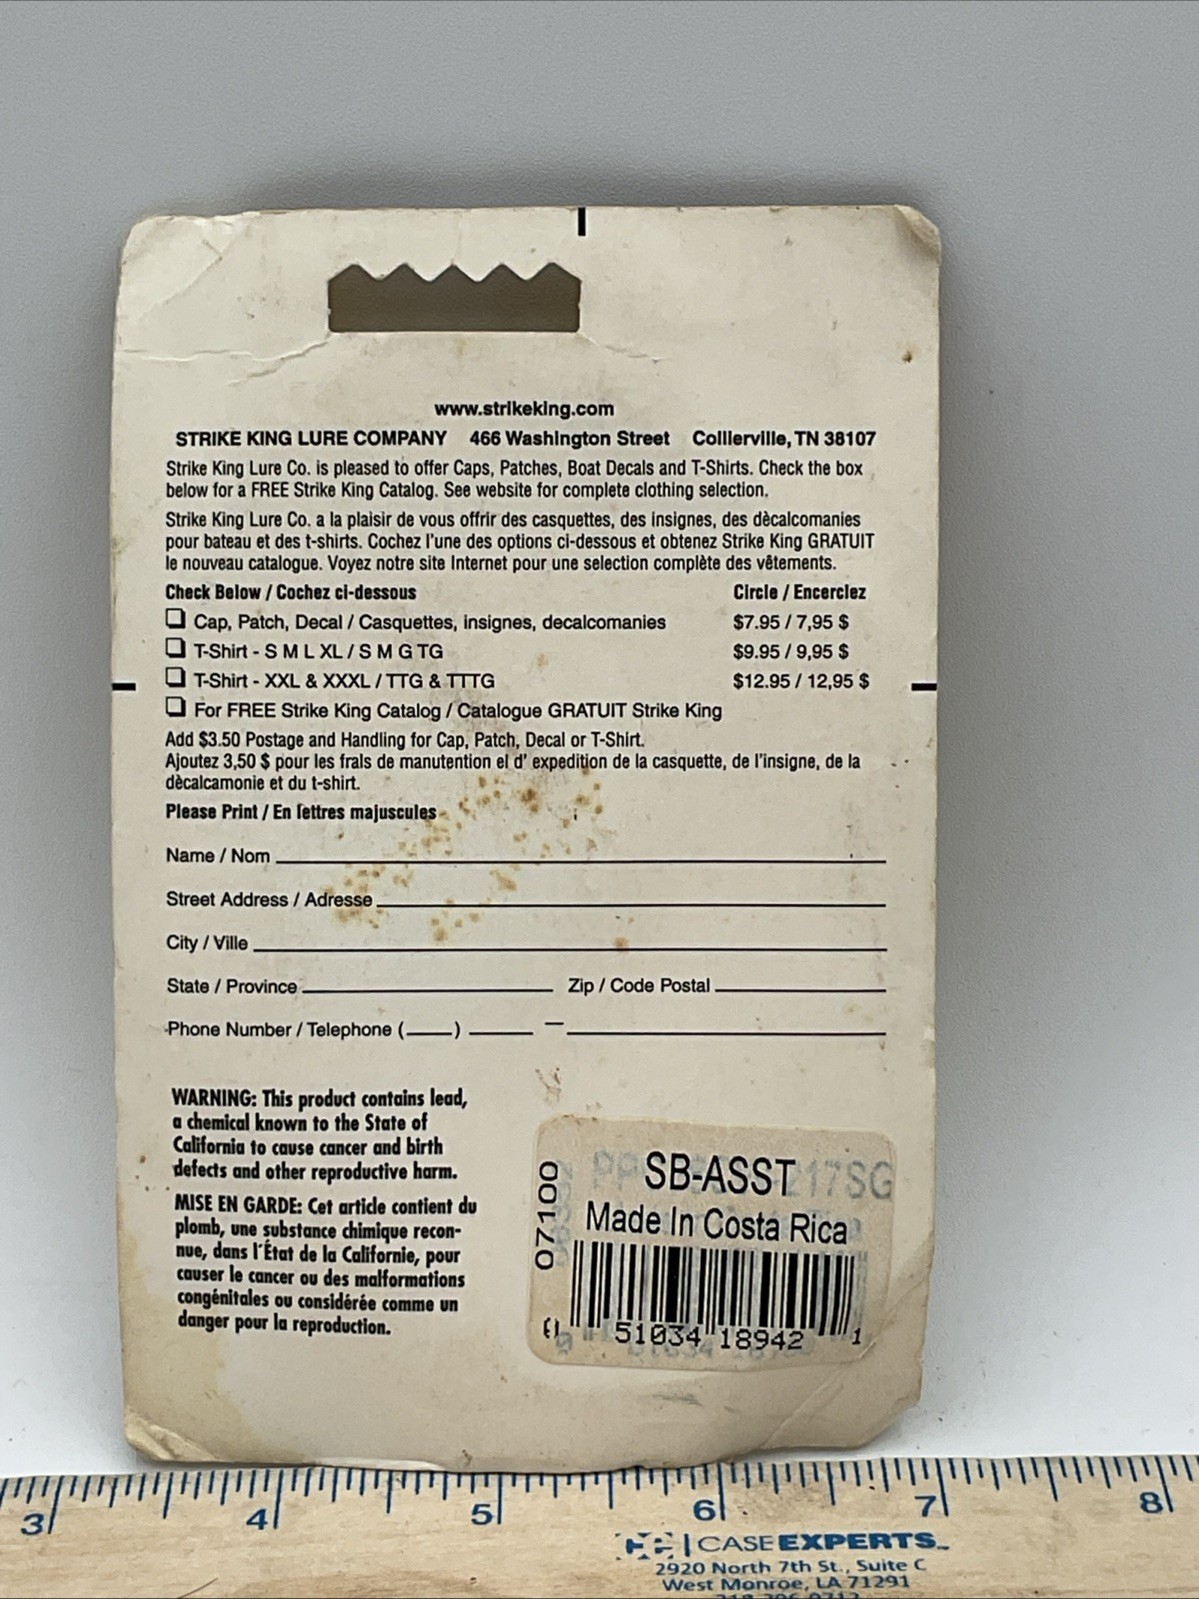 www.strikeking.com
STRIKE KING LURE COMPANY 466 Washington Street Collierville, TN 38107
Strike King Lure Co. is pleased to offer Caps, Patches, Boat Decals and T-Shirts. Check the box
below for a FREE Strike King Catalog. See website for complete clothing selection.
Strike King Lure Co. a la plaisir de vous offrir des casquettes, des insignes, des dècalcomanies
pour bateau et des t-shirts. Cochez l'une des options ci-dessous et obtenez Strike King GRATUIT
le nouveau catalogue. Voyez notre site Internet pour une selection complète des vêtements.
Check Below / Cochez ci-dessous Circle / Encerclez
Cap, Patch, Decal / Casquettes, insignes, decalcomanies $7.95 / 7,95 $
T-Shirt - S M L XL / S M G TG $9.95 / 9,95 $
T-Shirt - XXL & XXXL / TTG & TTTG $12.95 / 12,95 $
For FREE Strike King Catalog / Catalogue GRATUIT Strike King
Add $3.50 Postage and Handling for Cap, Patch, Decal or T-Shirt.
Ajoutez 3,50 $ pour les frais de manutention el d' expedition de la casquette, de l'insigne, de la
dècalcamonie et du t-shirt.
Please Print / En lettres majuscules
Name / Nom
Street Address / Adresse
City / Ville
State / Province Zip / Code Postal
Phone Number / Telephone ( )  –
WARNING: This product contains lead,
a chemical known to the State of
California to cause cancer and birth
defects and other reproductive harm.
MISE EN GARDE: Cet article contient du
plomb, une substance chimique recon-
nue, dans l'État de la Californie, pour
causer le cancer ou des malformations
congénitales ou considérée comme un
danger pour la reproduction.
07100
SB-ASST
217SG
Made In Costa Rica
51034 18942 1
3 4 5 6 7 8
CASEEXPERTS
2920 North 7th St., Suite C
West Monroe, LA 71291